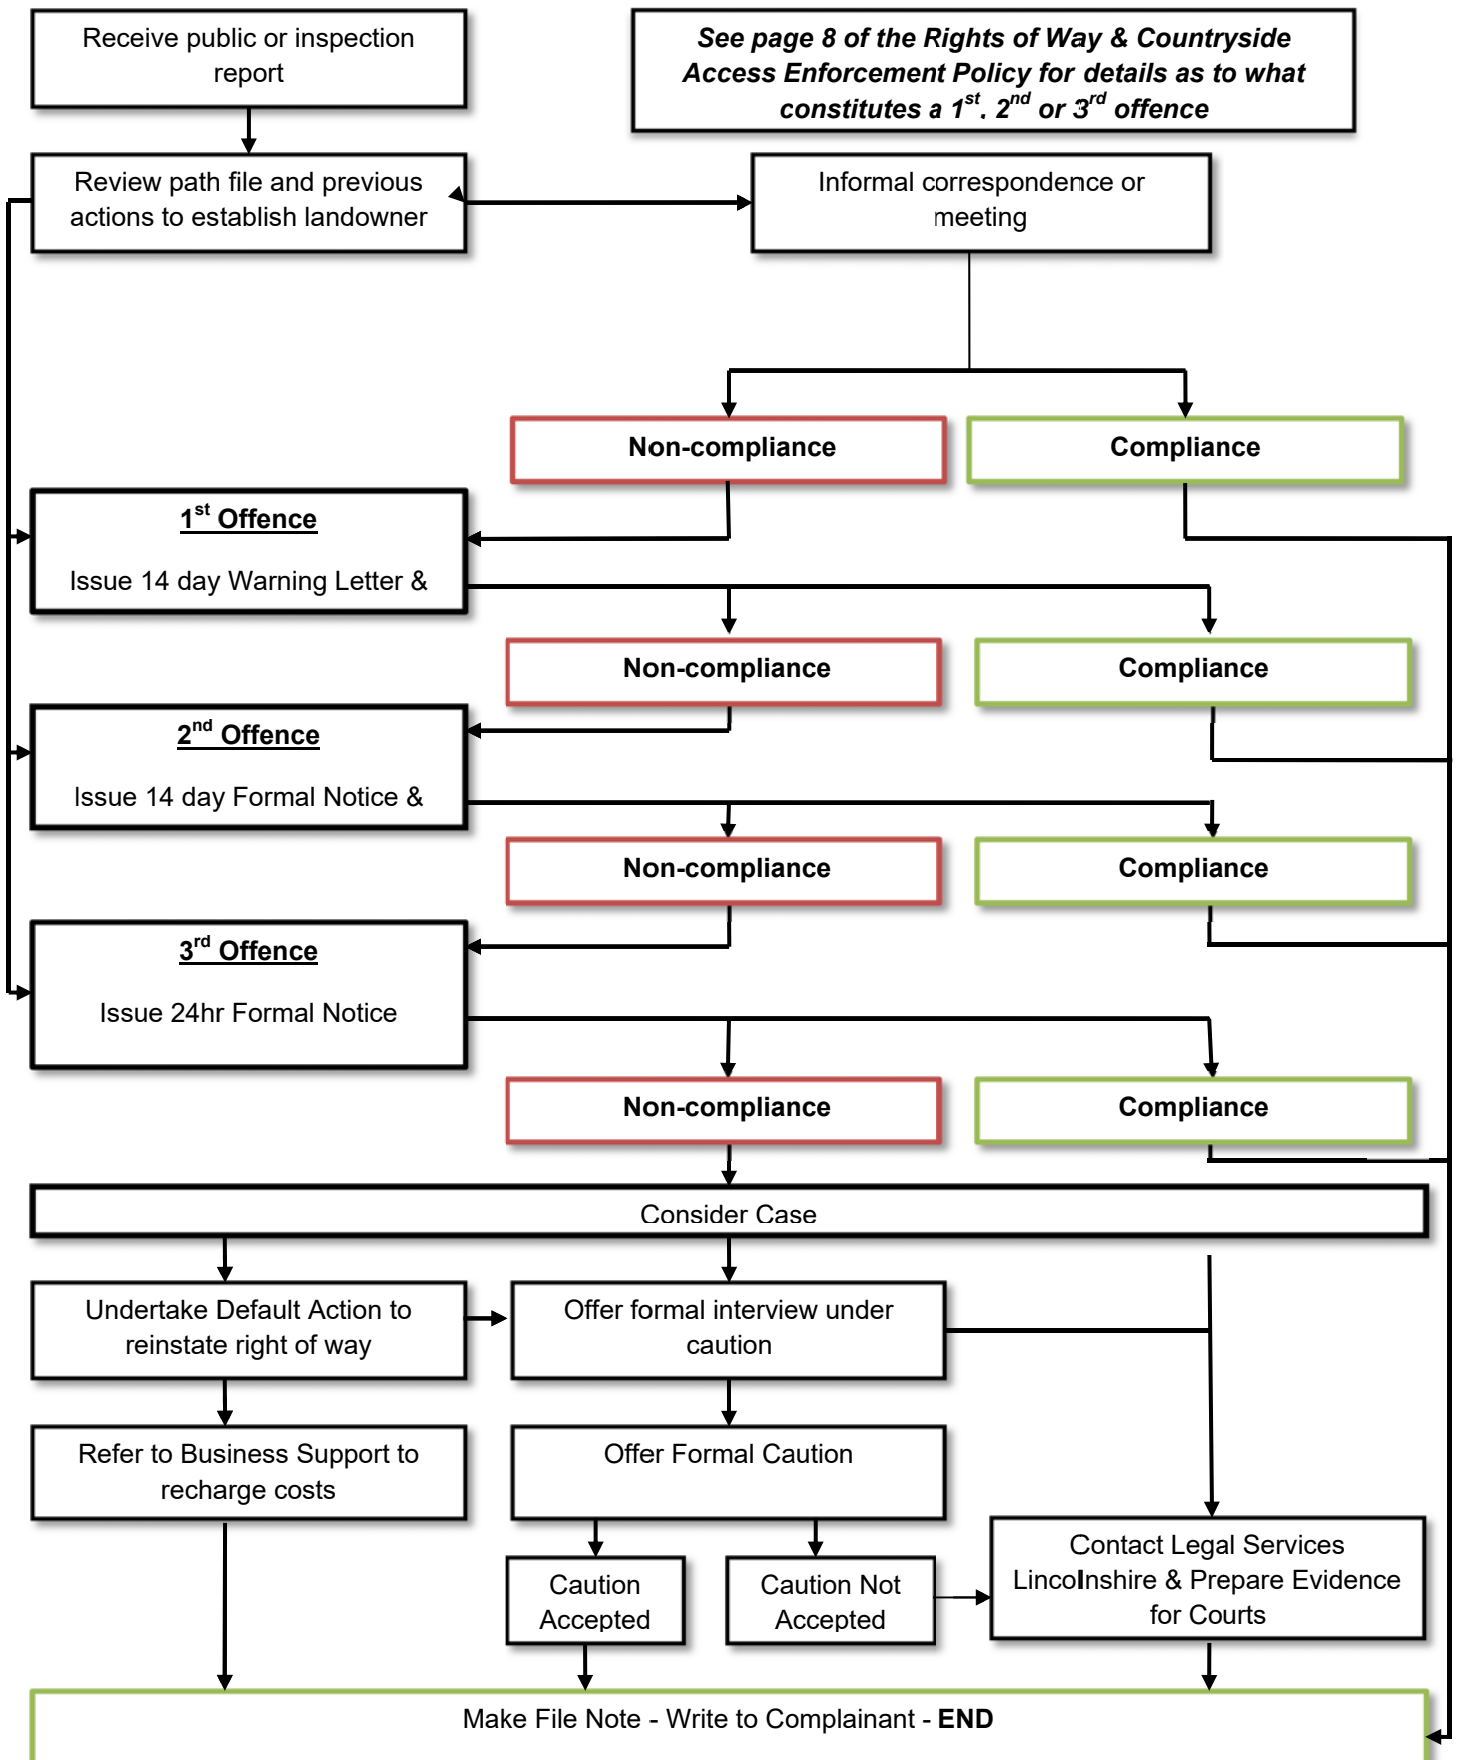 Receive public or inspection
report
See page 8 of the Rights of Way & Countryside
Access Enforcement Policy for details as to what
constitutes a 1st, 2nd or 3rd offence
Review path file and previous
actions to establish landowner
Informal correspondence or
meeting
Non-compliance
Compliance
1st Offence
Issue 14 day Warning Letter &
Non-compliance
Compliance
2nd Offence
Issue 14 day Formal Notice &
Non-compliance
Compliance
3rd Offence
Issue 24hr Formal Notice
Non-compliance
Compliance
Consider Case
Undertake Default Action to
reinstate right of way
Offer formal interview under
caution
Refer to Business Support to
recharge costs
Offer Formal Caution
Caution
Accepted
Caution Not
Accepted
Contact Legal Services
Lincolnshire & Prepare Evidence
for Courts
Make File Note - Write to Complainant - END